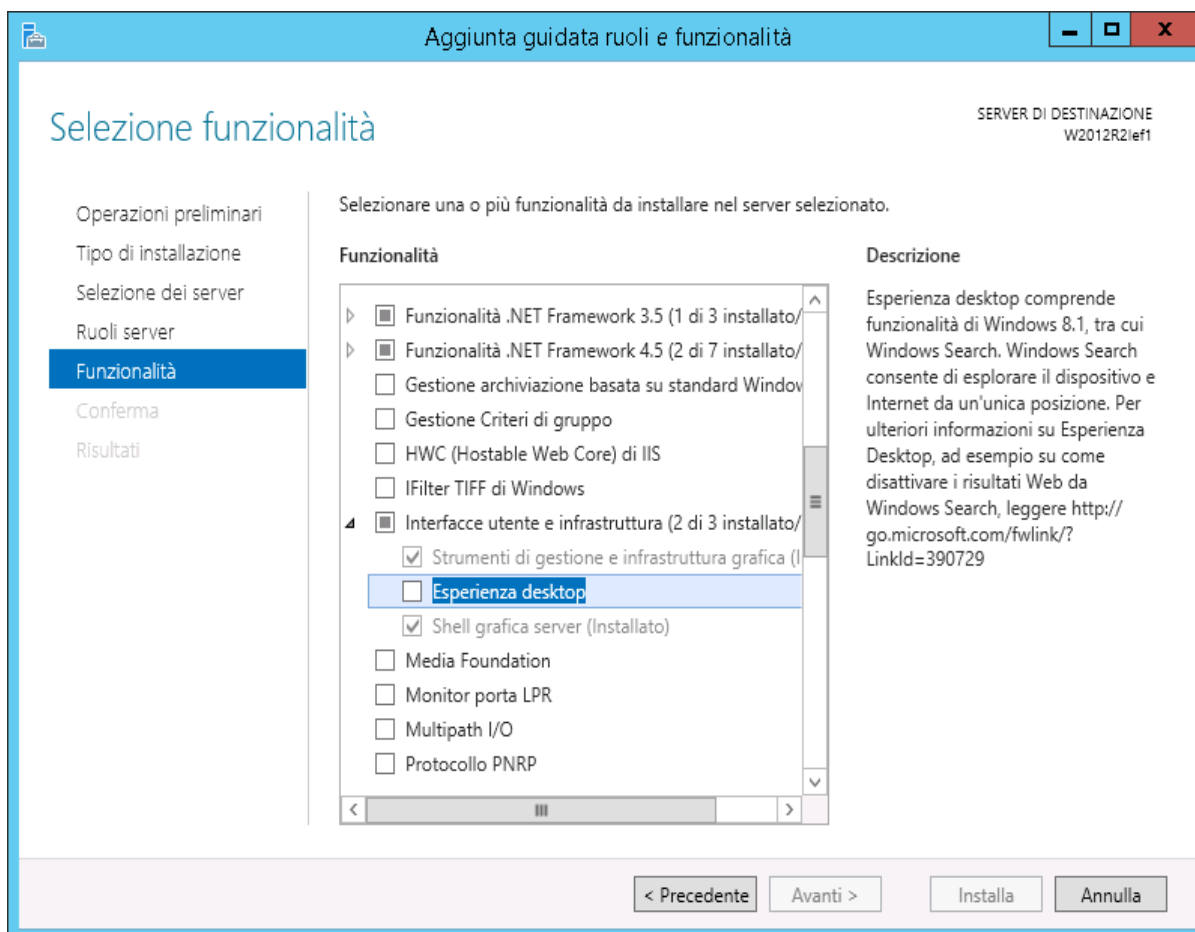 Aggiunta guidata ruoli e funzionalità
Selezione funzionalità
SERVER DI DESTINAZIONE
W2012R2lef1
Operazioni preliminari
Tipo di installazione
Selezione dei server
Ruoli server
Funzionalità
Conferma
Risultati
Selezionare una o più funzionalità da installare nel server selezionato.
Funzionalità
Funzionalità .NET Framework 3.5 (1 di 3 installato/
Funzionalità .NET Framework 4.5 (2 di 7 installato/
Gestione archiviazione basata su standard Window
Gestione Criteri di gruppo
HWC (Hostable Web Core) di IIS
IFilter TIFF di Windows
Interfacce utente e infrastruttura (2 di 3 installato/
Strumenti di gestione e infrastruttura grafica (I
Esperienza desktop
Shell grafica server (Installato)
Media Foundation
Monitor porta LPR
Multipath I/O
Protocollo PNRP
Descrizione
Esperienza desktop comprende
funzionalità di Windows 8.1, tra cui
Windows Search. Windows Search
consente di esplorare il dispositivo e
Internet da un'unica posizione. Per
ulteriori informazioni su Esperienza
Desktop, ad esempio su come
disattivare i risultati Web da
Windows Search, leggere http://
go.microsoft.com/fwlink/?
LinkId=390729
< Precedente
Avanti >
Installa
Annulla